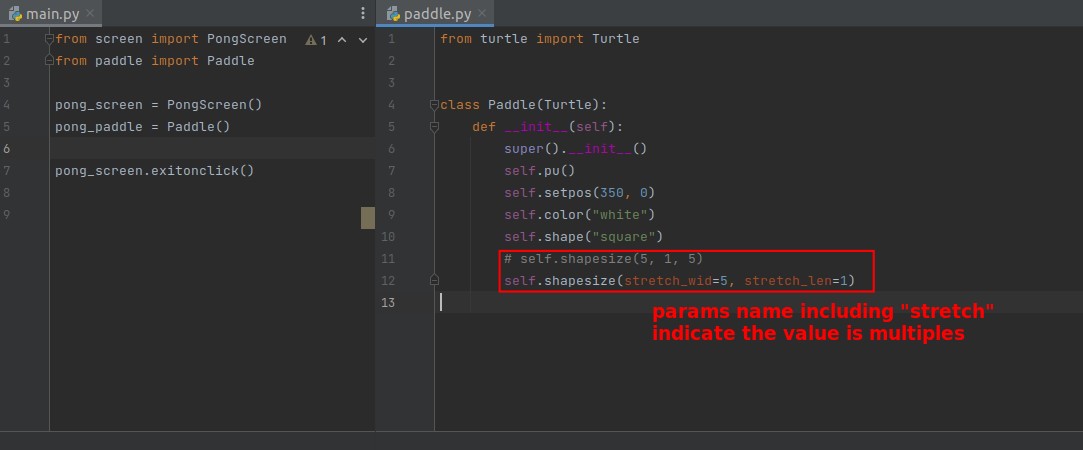 main.py
1 from screen import PongScreen 1
2 from paddle import Paddle
3
4 pong_screen = PongScreen()
5 pong_paddle = Paddle()
6
7 pong_screen.exitonclick()
8
9
paddle.py
1 from turtle import Turtle
2
3
4 class Paddle(Turtle):
5 def __init__(self):
6 super().__init__()
7 self.pu()
8 self.setpos(350, 0)
9 self.color("white")
10 self.shape("square")
11 # self.shapesize(5, 1, 5)
12 self.shapesize(stretch_wid=5, stretch_len=1)
13
params name including "stretch"
indicate the value is multiples